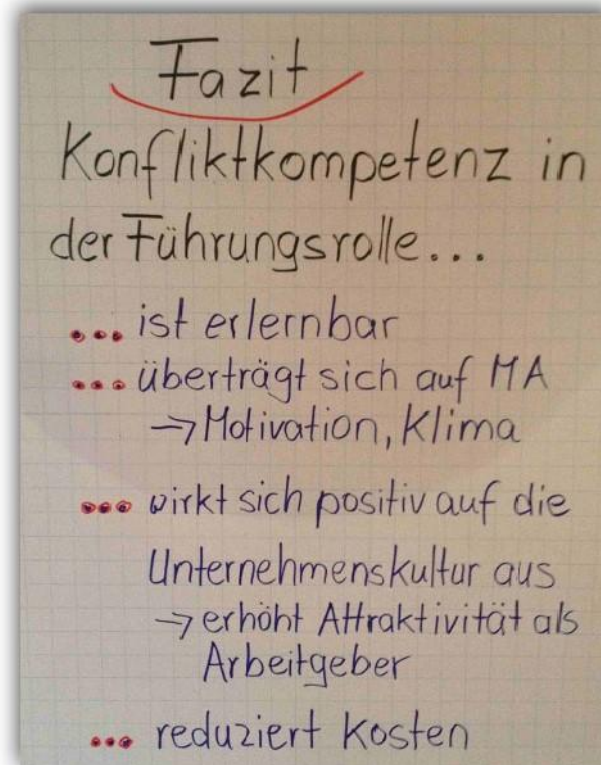 Fazit
Konfliktkompetenz in
der Führungsrolle...
... ist erlernbar
... überträgt sich auf MA
→ Motivation, Klima
... wirkt sich positiv auf die
Unternehmenskultur aus
→ erhöht Attraktivität als
Arbeitgeber
... reduziert Kosten